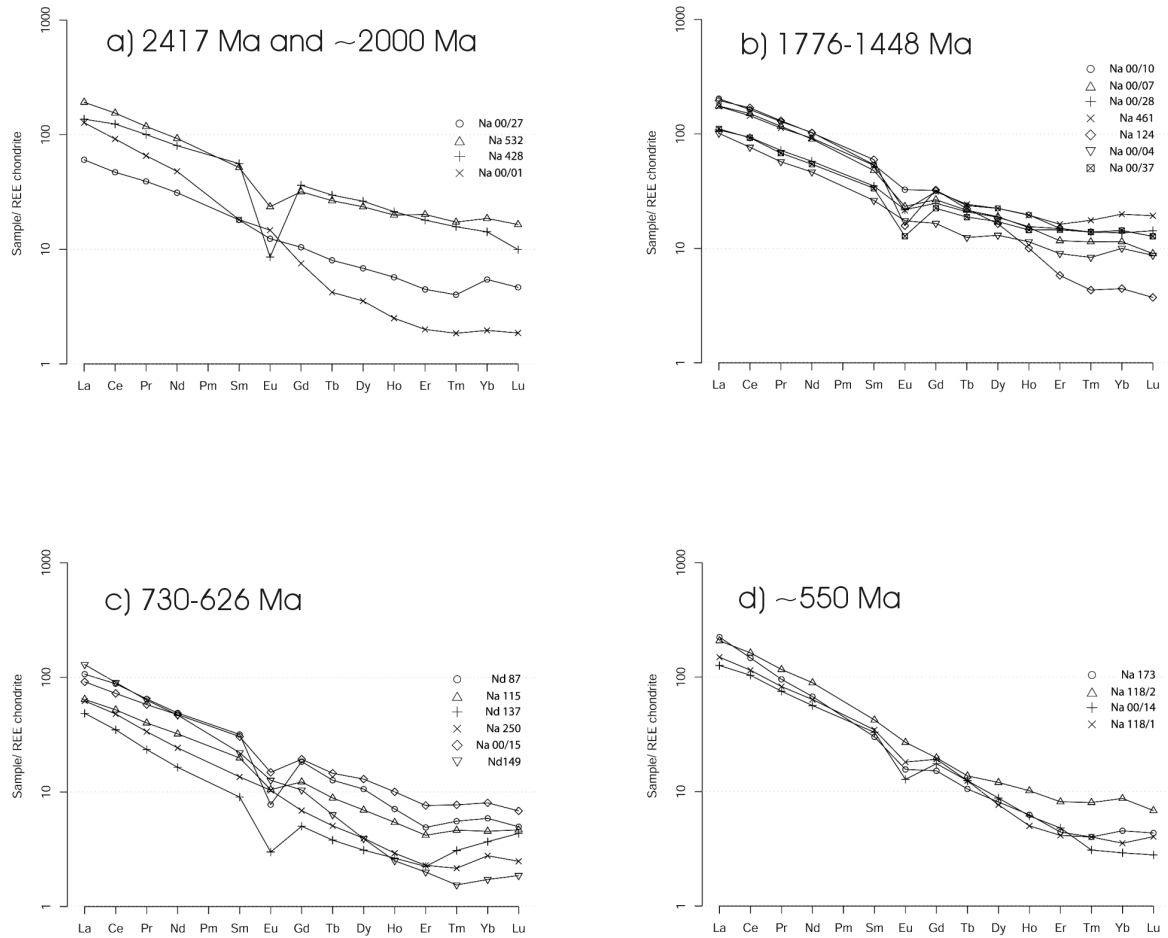 a) 2417 Ma and ~2000 Ma
Sample/ REE chondrite
1000
100
10
1
Na 00/27
Na 532
Na 428
Na 00/01
La Ce Pr Nd Pm Sm Eu Gd Tb Dy Ho Er Tm Yb Lu
b) 1776-1448 Ma
Sample/ REE chondrite
1000
100
10
1
Na 00/10
Na 00/07
Na 00/28
Na 461
Na 124
Na 00/04
Na 00/37
La Ce Pr Nd Pm Sm Eu Gd Tb Dy Ho Er Tm Yb Lu
c) 730-626 Ma
Sample/ REE chondrite
1000
100
10
1
Nd 87
Na 115
Nd 137
Na 250
Na 00/15
Nd149
La Ce Pr Nd Pm Sm Eu Gd Tb Dy Ho Er Tm Yb Lu
d) ~550 Ma
Sample/ REE chondrite
1000
100
10
1
Na 173
Na 118/2
Na 00/14
Na 118/1
La Ce Pr Nd Pm Sm Eu Gd Tb Dy Ho Er Tm Yb Lu